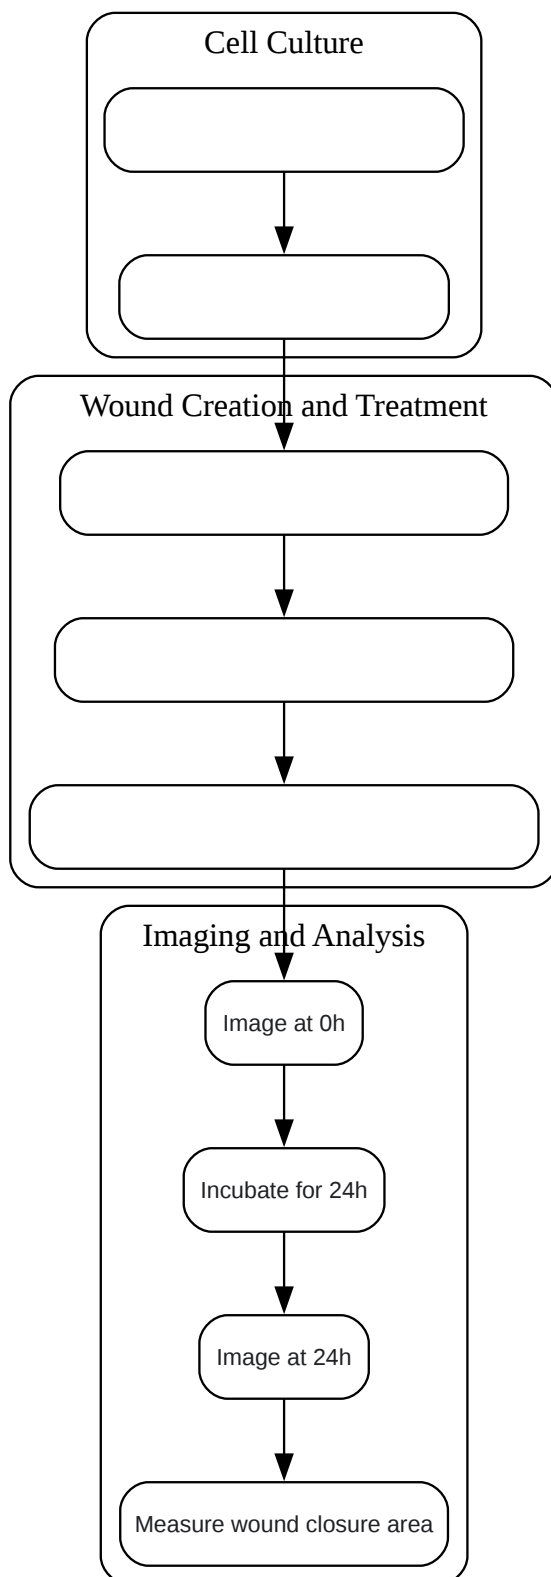 Cell Culture
Wound Creation and Treatment
Imaging and Analysis
Image at 0h
Incubate for 24h
Image at 24h
Measure wound closure area